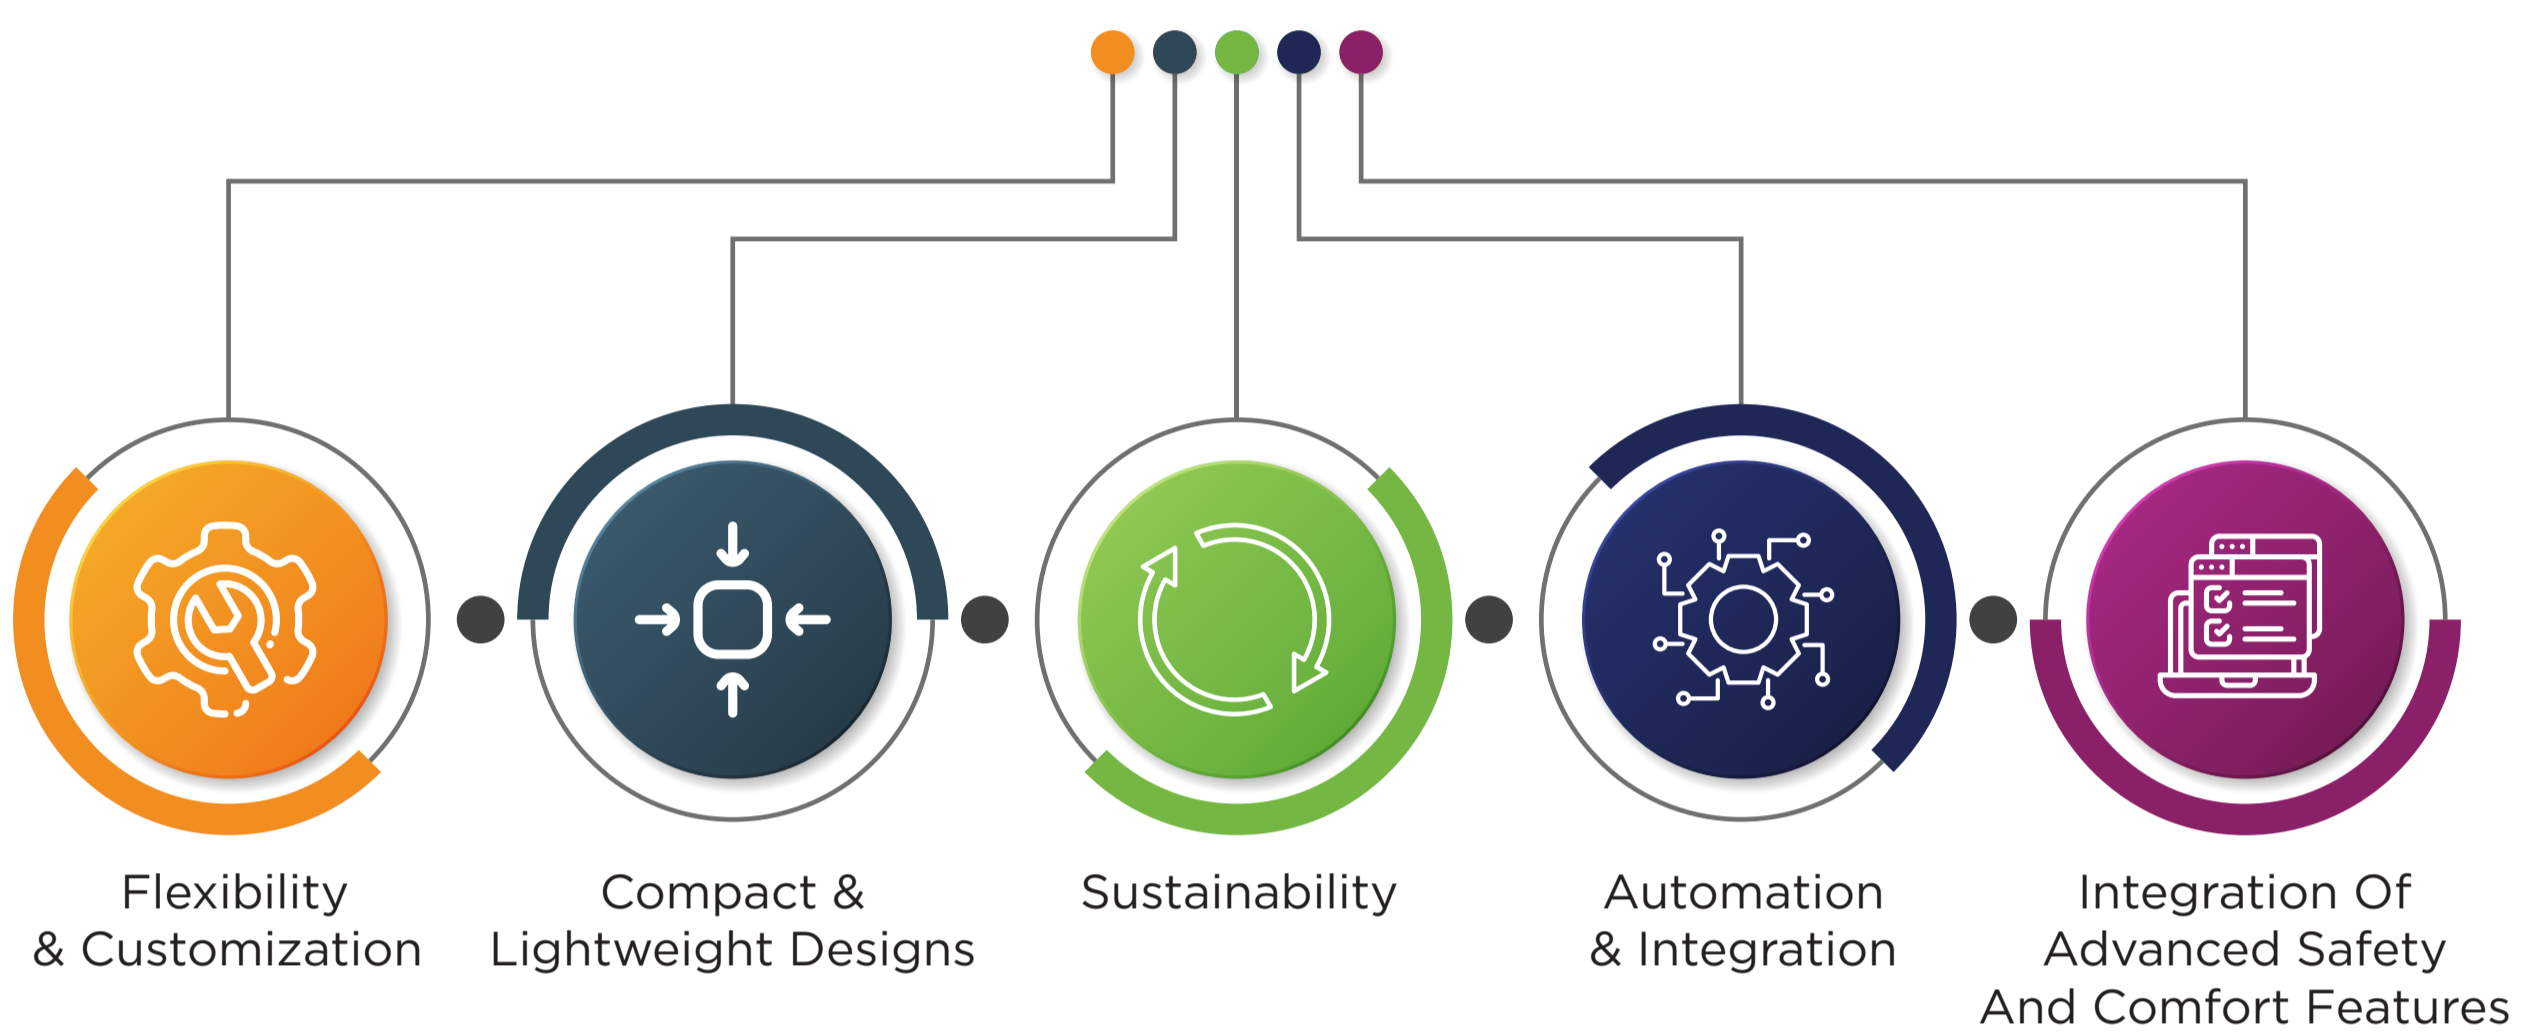 Flexibility
& Customization
Compact &
Lightweight Designs
Sustainability
Automation
& Integration
Integration Of
Advanced Safety
And Comfort Features